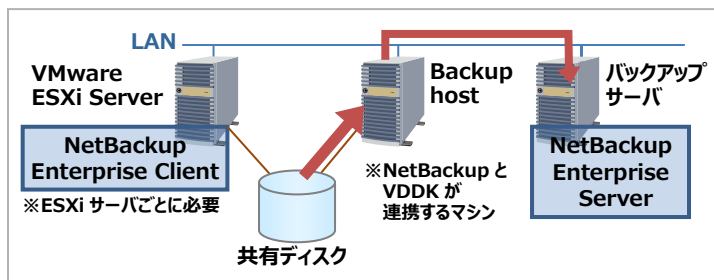 LAN
VMware
ESXi Server
NetBackup
Enterprise Client
※ESXi サーバごとに必要
共有ディスク
Backup
host
※NetBackup と
VDDK が
連携するマシン
バックアップ
サーバ
NetBackup
Enterprise
Server